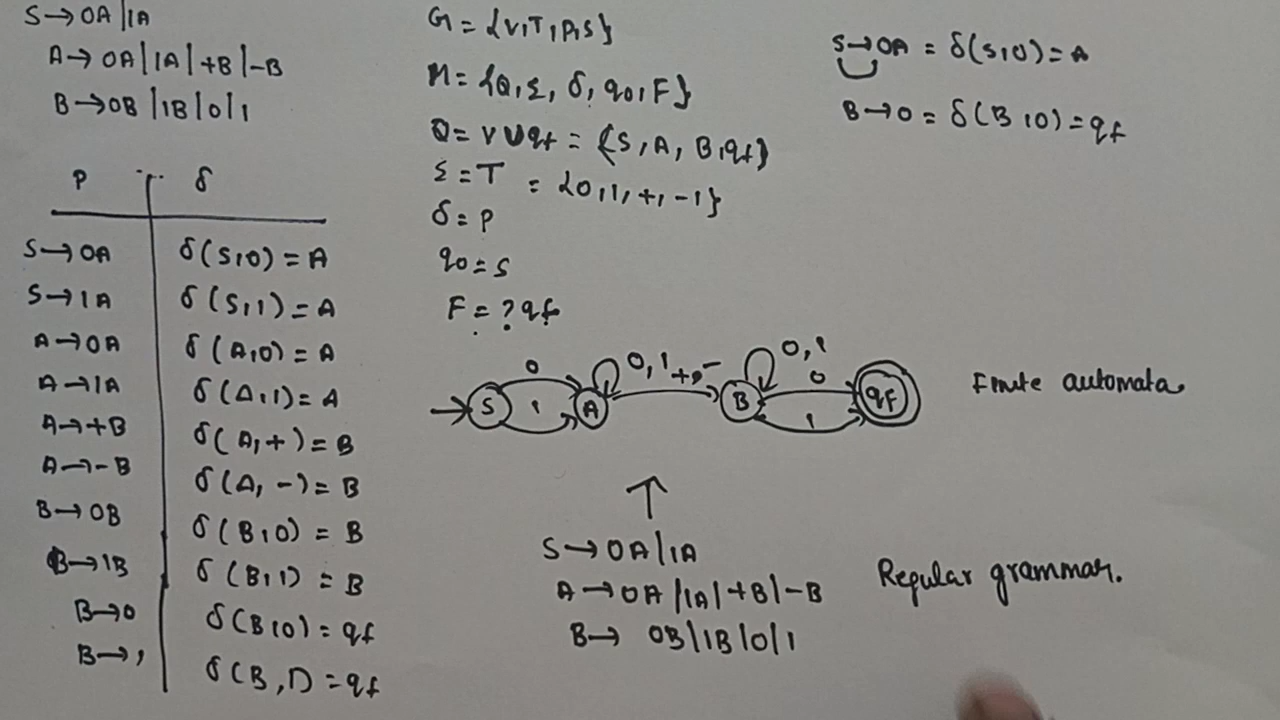 S→0A|1A
A→0A|1A|+B|-B
B→0B|1B|0|1
P δ
S→0A δ(S,0)=A
S→1A δ(S,1)=A
A→0A δ(A,0)=A
A→1A δ(A,1)=A
A→+B δ(A,+)=B
A→-B δ(A,-)=B
B→0B δ(B,0)=B
B→1B δ(B,1)=B
B→0 δ(B,0)=qf
B→1 δ(B,1)=qf
G={V,T,P,S}
M={Q,Σ,δ,q0,F}
Q=V∪qf={S,A,B,qf}
Σ=T={0,1,+,-}
δ=P
q0=S
F=?qf
S→0A=δ(S,0)=A
B→0=δ(B,0)=qf
0 0,1 +,- 0,1 0
S 1 A B 1 qf
Finite automata
↑
S→0A|1A
A→0A|1A|+B|-B
B→0B|1B|0|1
Regular grammar.